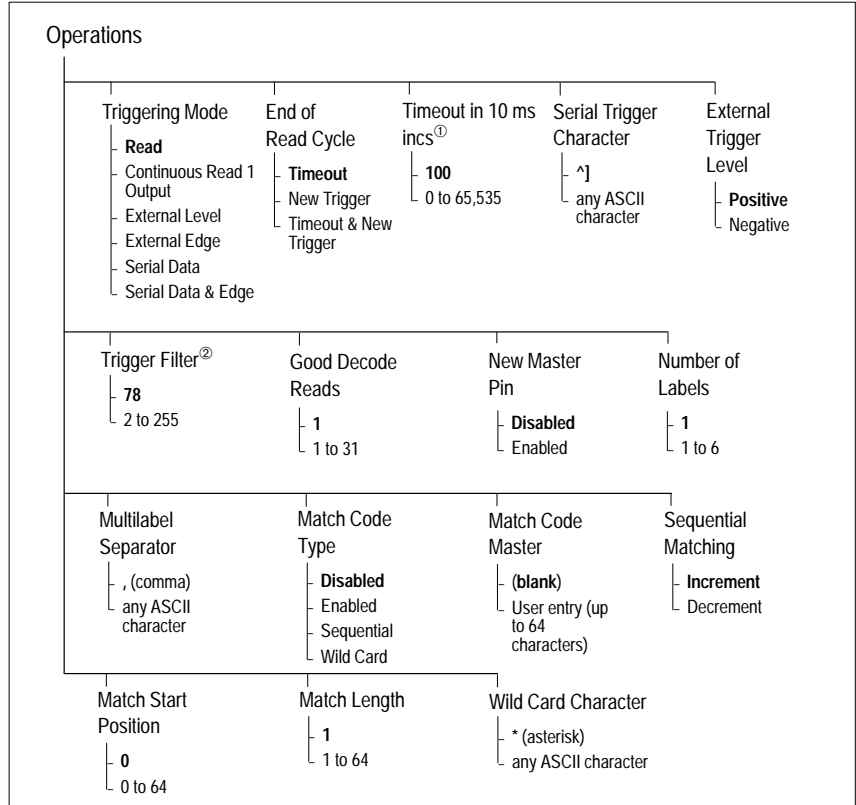 Operations
Triggering Mode
Read
Continuous Read 1
Output
External Level
External Edge
Serial Data
Serial Data & Edge
End of
Read Cycle
Timeout
New Trigger
Timeout & New
Trigger
Timeout in 10 ms
incs①
100
0 to 65,535
Serial Trigger
Character
^]
any ASCII
character
External
Trigger
Level
Positive
Negative
Trigger Filter②
78
2 to 255
Good Decode
Reads
1
1 to 31
New Master
Pin
Disabled
Enabled
Number of
Labels
1
1 to 6
Multilabel
Separator
, (comma)
any ASCII
character
Match Code
Type
Disabled
Enabled
Sequential
Wild Card
Match Code
Master
(blank)
User entry (up
to 64
characters)
Sequential
Matching
Increment
Decrement
Match Start
Position
0
0 to 64
Match Length
1
1 to 64
Wild Card Character
* (asterisk)
any ASCII character